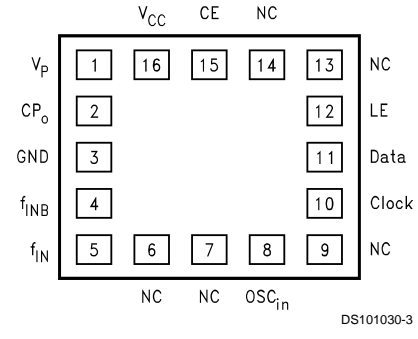 V_CC CE NC
V_P 1 16 15 14 13 NC
CP_o 2 12 LE
GND 3 11 Data
f_INB 4 10 Clock
f_IN 5 6 7 8 9 NC
NC NC OSC_in
DS101030-3